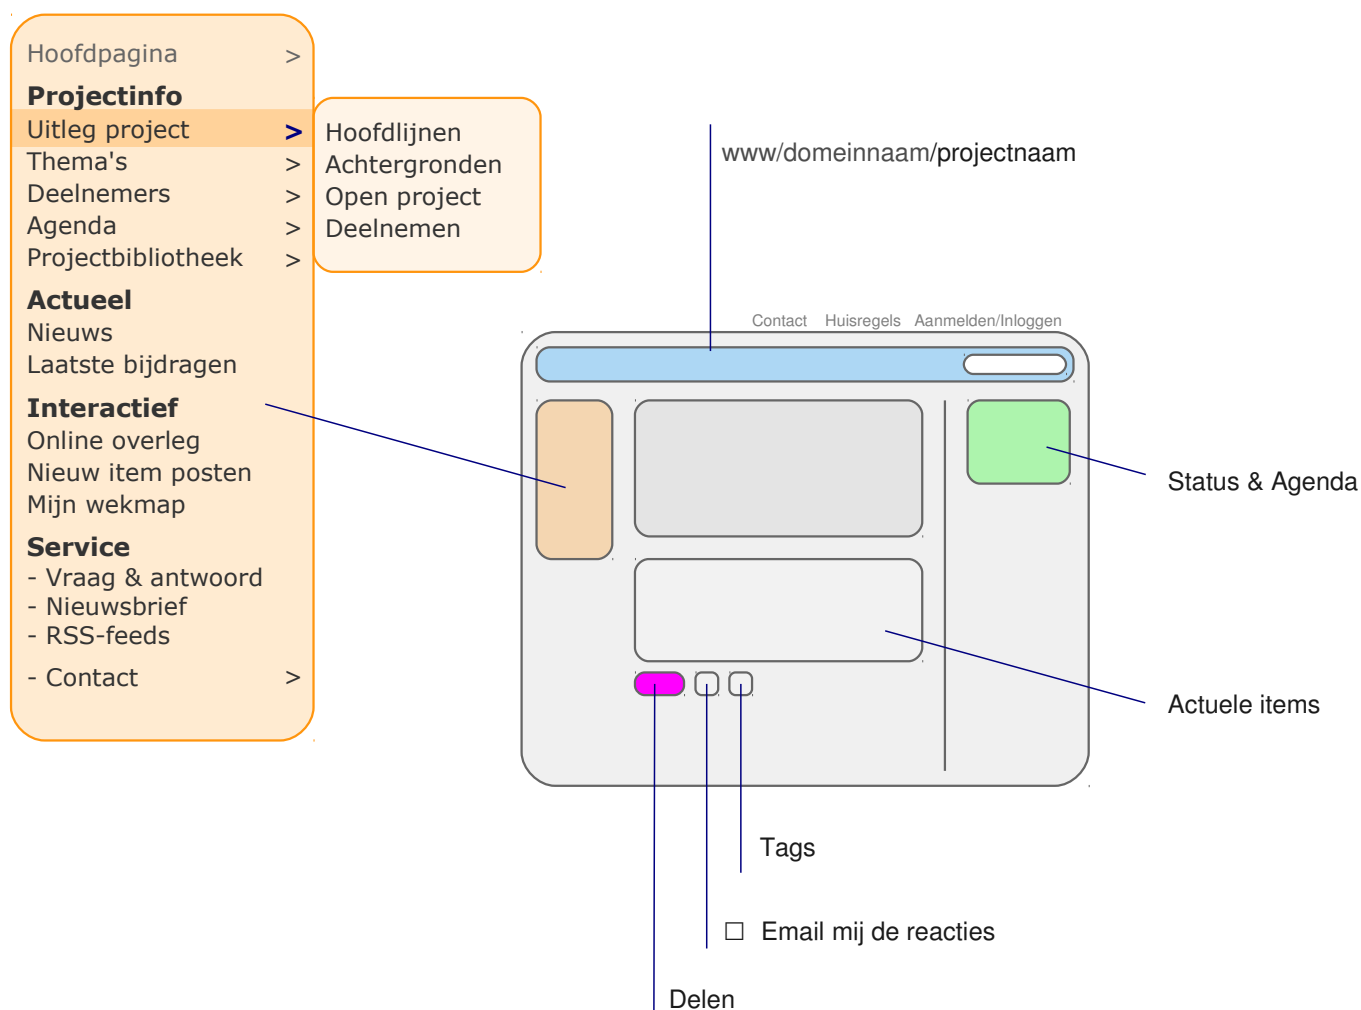 Hoofdpagina >
Projectinfo
Uitleg project >
Thema's >
Deelnemers >
Agenda >
Projectbibliotheek >
Actueel
Nieuws
Laatste bijdragen
Interactief
Online overleg
Nieuw item posten
Mijn wekmap
Service
- Vraag & antwoord
- Nieuwsbrief
- RSS-feeds
- Contact >
Hoofdlijnen
Achtergronden
Open project
Deelnemen
www/domeinnaam/projectnaam
Contact Huisregels Aanmelden/Inloggen
Status & Agenda
Actuele items
Tags
☐ Email mij de reacties
Delen